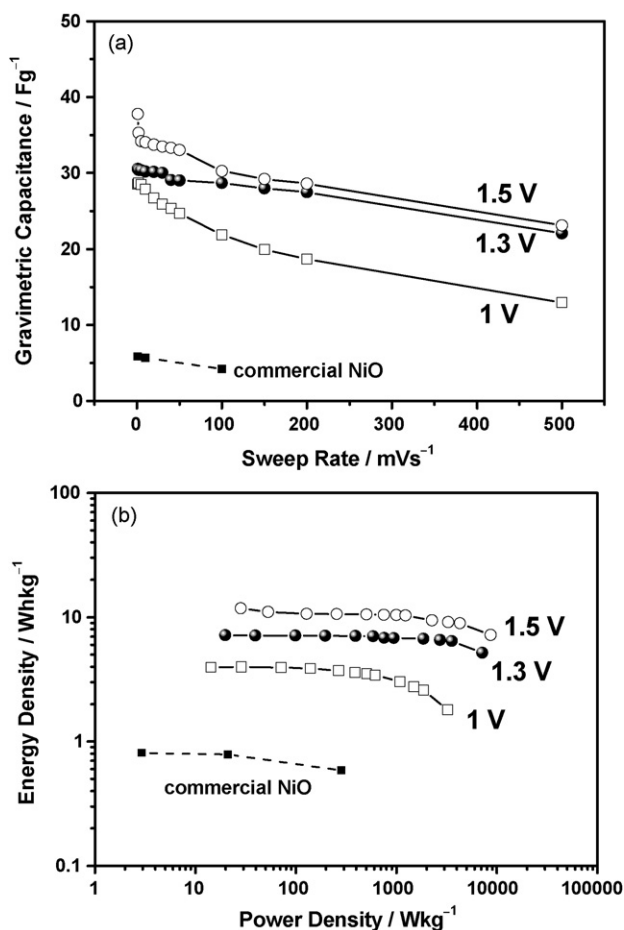 (a)
50
40
30
20
10
0
Gravimetric Capacitance / Fg⁻¹
1.5 V
1.3 V
1 V
commercial NiO
0 100 200 300 400 500
Sweep Rate / mVs⁻¹
(b)
100
10
1
0.1
Energy Density / Whkg⁻¹
1.5 V
1.3 V
1 V
commercial NiO
1 10 100 1000 10000 100000
Power Density / Wkg⁻¹